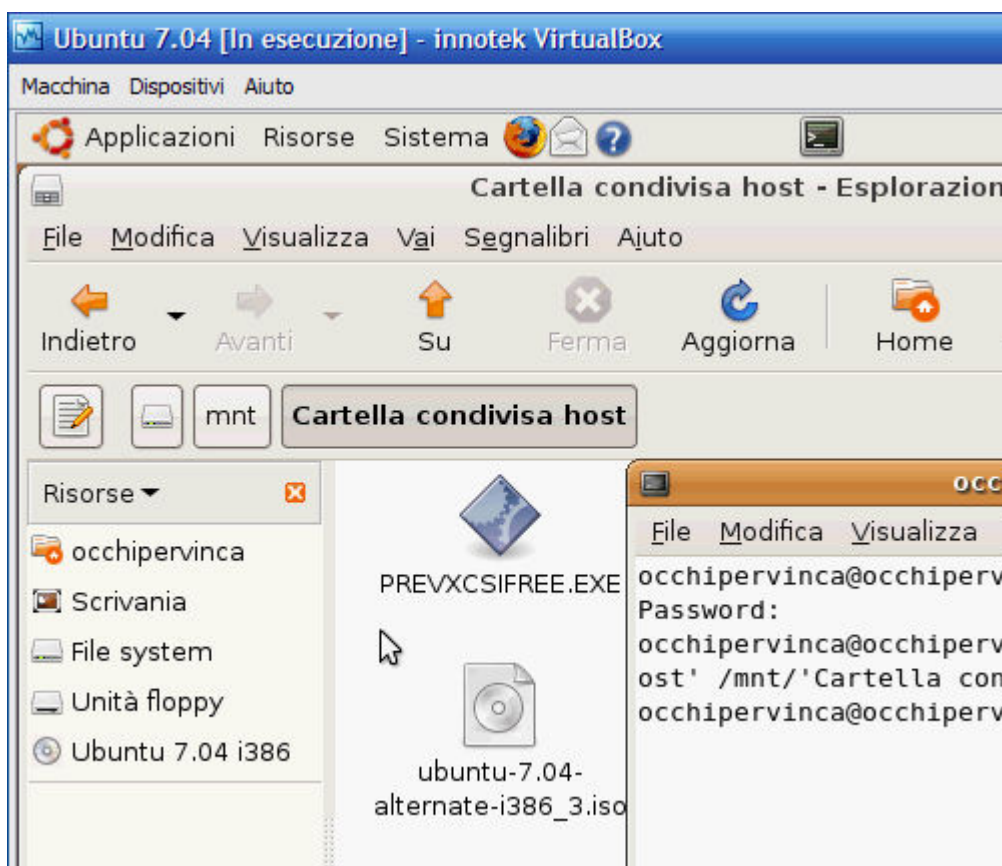 Ubuntu 7.04 [In esecuzione] - innotek VirtualBox
Macchina Dispositivi Aiuto
Applicazioni Risorse Sistema
Cartella condivisa host - Esplorazion
File Modifica Visualizza Vai Segnalibri Aiuto
Indietro Avanti Su Ferma Aggiorna Home
mnt Cartella condivisa host
Risorse
occhipervinca
Scrivania
File system
Unità floppy
Ubuntu 7.04 i386
PREVXCSIFREE.EXE
ubuntu-7.04-
alternate-i386_3.iso
occ
File Modifica Visualizza
occhipervinca@occhiperv
Password:
occhipervinca@occhiperv
ost' /mnt/'Cartella con
occhipervinca@occhiperv